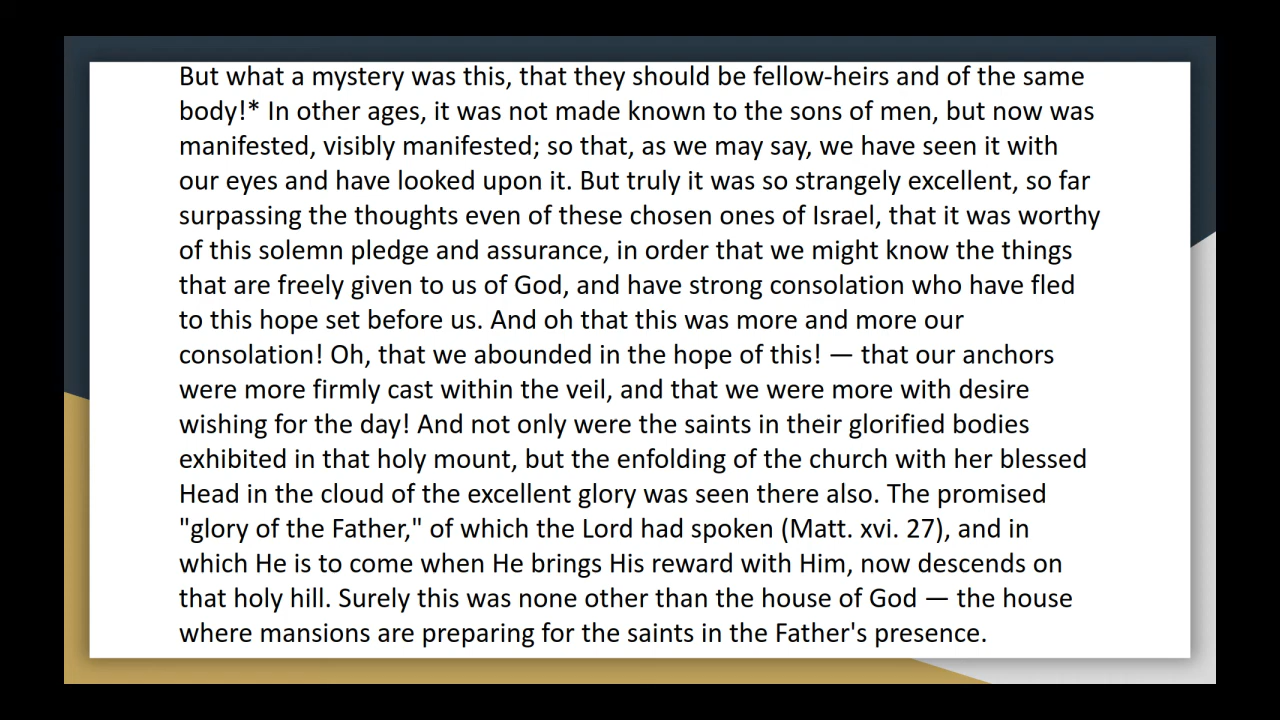 But what a mystery was this, that they should be fellow-heirs and of the same
body!* In other ages, it was not made known to the sons of men, but now was
manifested, visibly manifested; so that, as we may say, we have seen it with
our eyes and have looked upon it. But truly it was so strangely excellent, so far
surpassing the thoughts even of these chosen ones of Israel, that it was worthy
of this solemn pledge and assurance, in order that we might know the things
that are freely given to us of God, and have strong consolation who have fled
to this hope set before us. And oh that this was more and more our
consolation! Oh, that we abounded in the hope of this! — that our anchors
were more firmly cast within the veil, and that we were more with desire
wishing for the day! And not only were the saints in their glorified bodies
exhibited in that holy mount, but the enfolding of the church with her blessed
Head in the cloud of the excellent glory was seen there also. The promised
"glory of the Father," of which the Lord had spoken (Matt. xvi. 27), and in
which He is to come when He brings His reward with Him, now descends on
that holy hill. Surely this was none other than the house of God — the house
where mansions are preparing for the saints in the Father's presence.